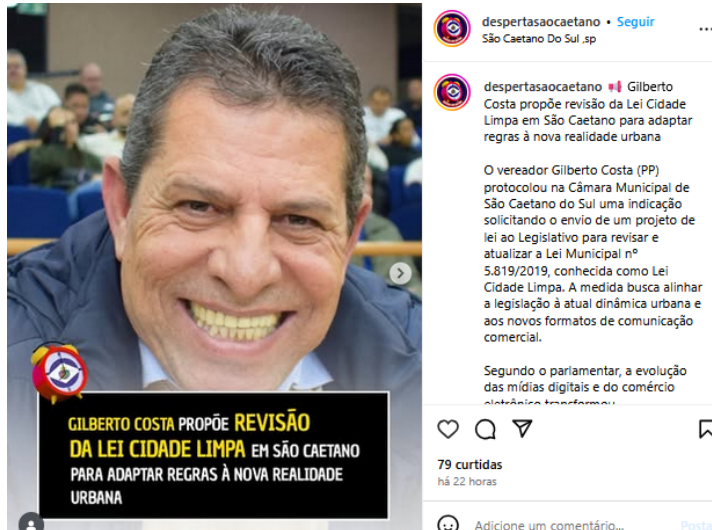 despertasaocaetano • Seguir
São Caetano Do Sul ,sp
despertasaocaetano 📢 Gilberto
Costa propõe revisão da Lei Cidade
Limpa em São Caetano para adaptar
regras à nova realidade urbana
O vereador Gilberto Costa (PP)
protocolou na Câmara Municipal de
São Caetano do Sul uma indicação
solicitando o envio de um projeto de
lei ao Legislativo para revisar e
atualizar a Lei Municipal nº
5.819/2019, conhecida como Lei
Cidade Limpa. A medida busca alinhar
a legislação à atual dinâmica urbana e
aos novos formatos de comunicação
comercial.
Segundo o parlamentar, a evolução
das mídias digitais e do comércio
eletrônico transformou
79 curtidas
há 22 horas
Adicione um comentário...
Posta
GILBERTO COSTA PROPÕE REVISÃO
DA LEI CIDADE LIMPA EM SÃO CAETANO
PARA ADAPTAR REGRAS À NOVA REALIDADE
URBANA